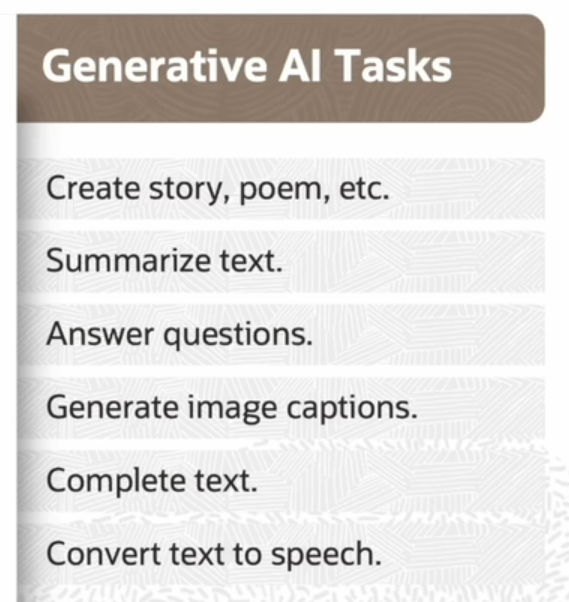 Generative AI Tasks
Create story, poem, etc.
Summarize text.
Answer questions.
Generate image captions.
Complete text.
Convert text to speech.